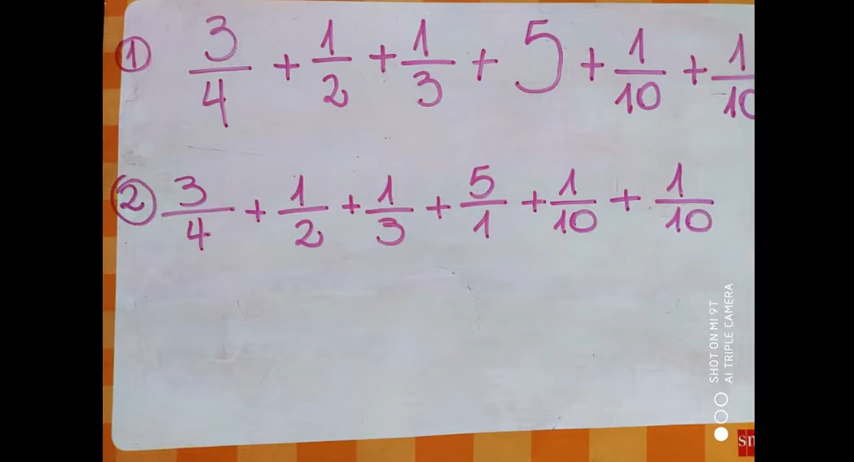 ① 3/4 + 1/2 + 1/3 + 5 + 1/10 + 1/10
② 3/4 + 1/2 + 1/3 + 5/1 + 1/10 + 1/10
SHOT ON MI 9T
AI TRIPLE CAMERA